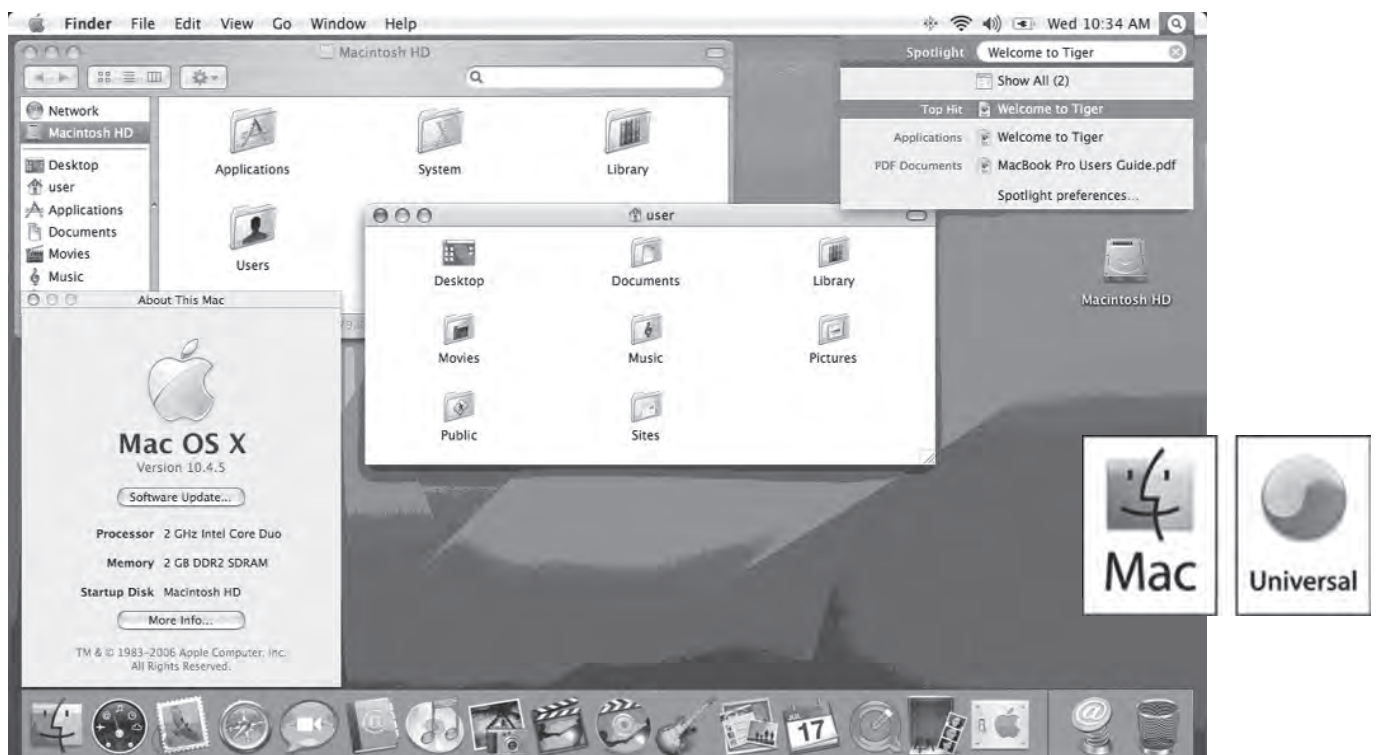 Finder File Edit View Go Window Help
Wed 10:34 AM
Macintosh HD
Network
Macintosh HD
Desktop
user
Applications
Documents
Movies
Music
Applications
System
Library
Users
Spotlight Welcome to Tiger
Show All (2)
Top Hit Welcome to Tiger
Applications Welcome to Tiger
PDF Documents MacBook Pro Users Guide.pdf
Spotlight preferences...
user
Desktop
Documents
Library
Movies
Music
Pictures
Public
Sites
Macintosh HD
About This Mac
Mac OS X
Version 10.4.5
Software Update...
Processor 2 GHz Intel Core Duo
Memory 2 GB DDR2 SDRAM
Startup Disk Macintosh HD
More Info...
TM & © 1983–2006 Apple Computer, Inc.
All Rights Reserved.
Mac
Universal
JUL
17